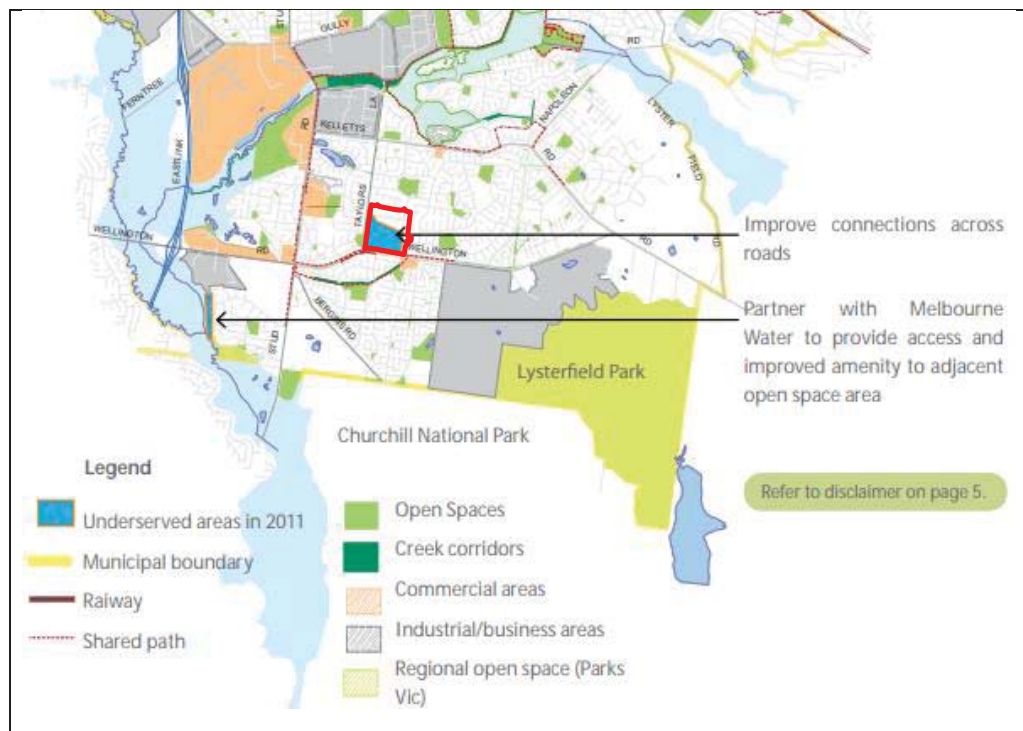 GULLY
RD
FERNTREE
LA
NAPOLEON
LYSTER
KELLETTS
RD
EASTLINK
RD
FIELD
TAYLORS
WELLINGTON
RD
WELLINGTON
RD
RD
Improve connections across
roads
BERGINS RD
STUD
Partner with Melbourne
Water to provide access and
improved amenity to adjacent
open space area
Lysterfield Park
Churchill National Park
Legend
Refer to disclaimer on page 5.
Underserved areas in 2011
Municipal boundary
Raiway
Shared path
Open Spaces
Creek corridors
Commercial areas
Industrial/business areas
Regional open space (Parks
Vic)